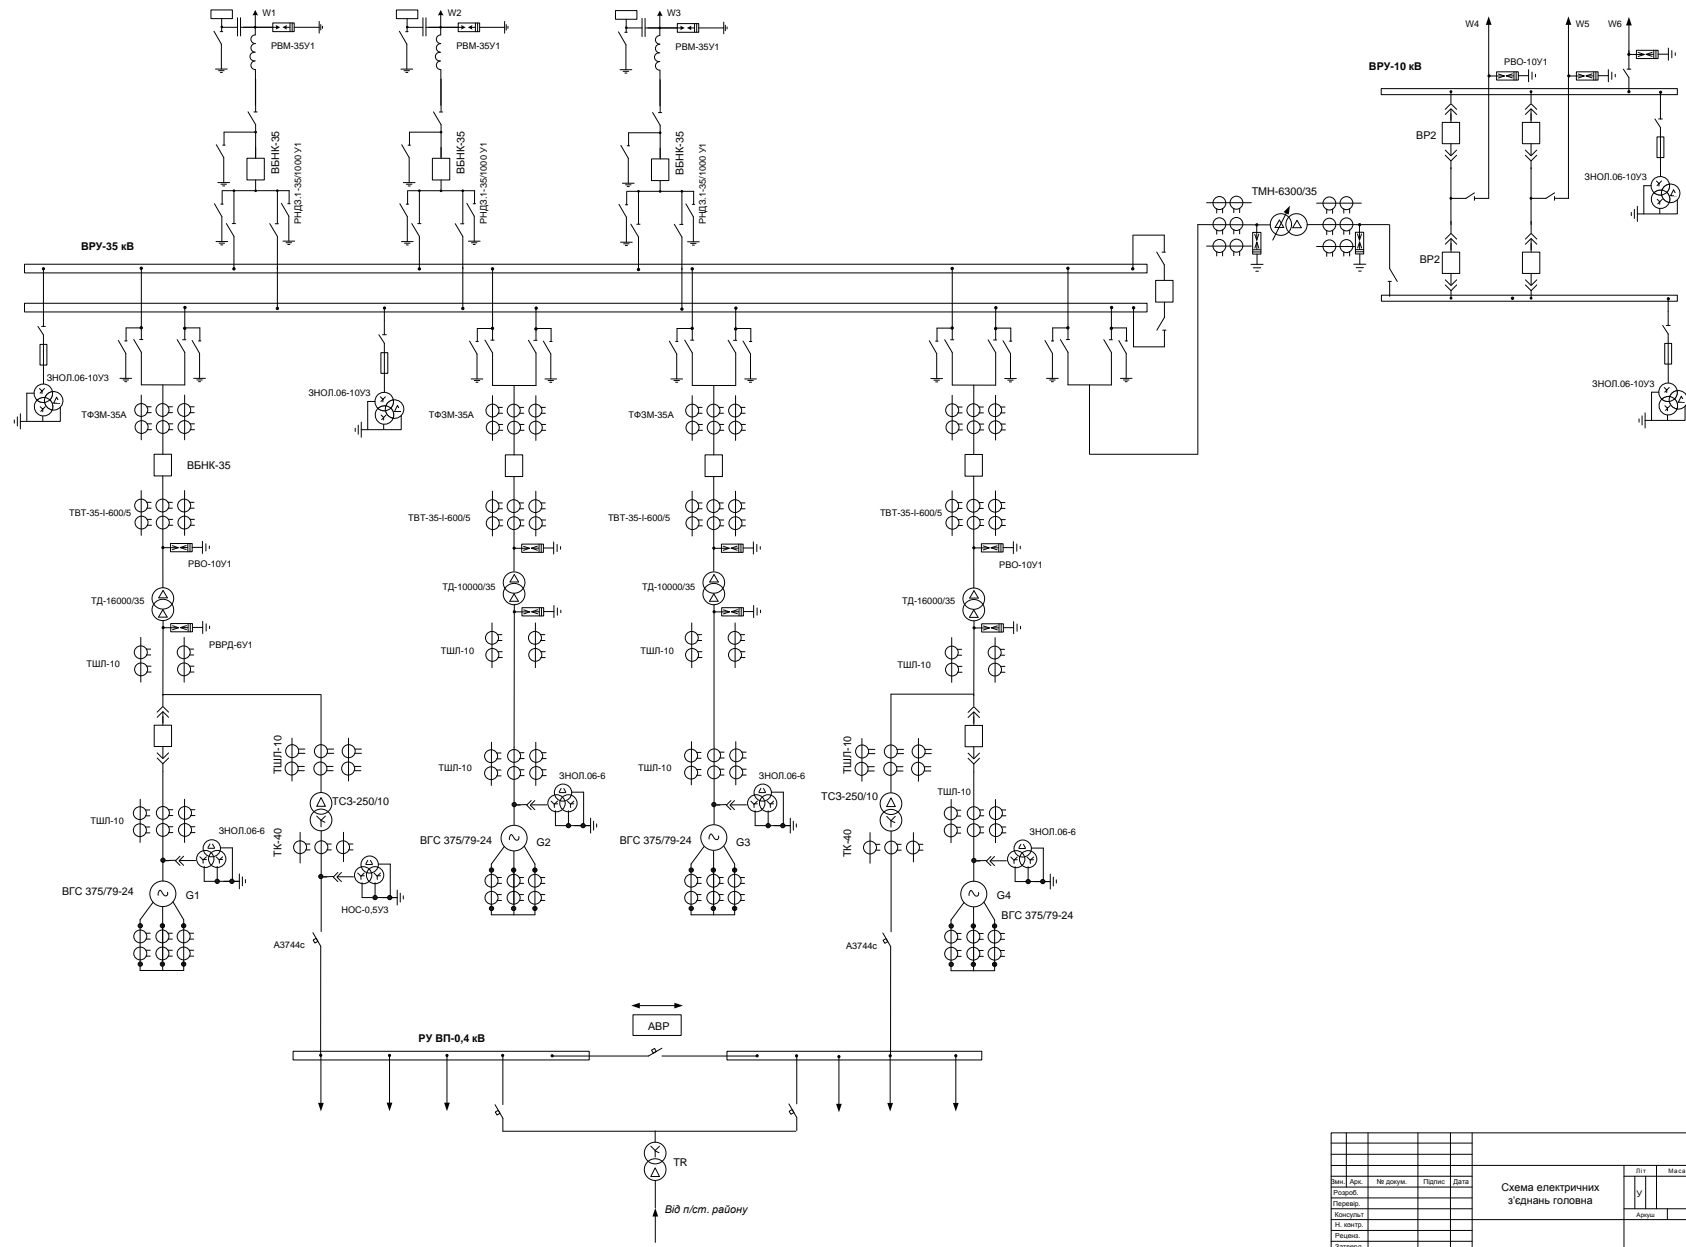 W1
W2
W3
РВМ-35У1
РВМ-35У1
РВМ-35У1
W4
W5
W6
ВРУ-10 кВ
РВО-10У1
ВБНК-35
РНДЗ.1-35/1000 У1
ВБНК-35
РНДЗ.1-35/1000 У1
ВБНК-35
РНДЗ.1-35/1000 У1
ВР2
ЗНОЛ.06-10У3
ТМН-6300/35
ВРУ-35 кВ
ВР2
ЗНОЛ.06-10У3
ЗНОЛ.06-10У3
ЗНОЛ.06-10У3
ТФЗМ-35А
ТФЗМ-35А
ТФЗМ-35А
ВБНК-35
ТВТ-35-I-600/5
ТВТ-35-I-600/5
ТВТ-35-I-600/5
ТВТ-35-I-600/5
РВО-10У1
РВО-10У1
ТД-16000/35
ТД-10000/35
ТД-10000/35
ТД-16000/35
РВРД-6У1
ТШЛ-10
ТШЛ-10
ТШЛ-10
ТШЛ-10
ТШЛ-10
ТШЛ-10
ТШЛ-10
ТШЛ-10
ЗНОЛ.06-6
ЗНОЛ.06-6
ТСЗ-250/10
ТСЗ-250/10
ТШЛ-10
ТШЛ-10
ЗНОЛ.06-6
ТК-40
ВГС 375/79-24
G2
ВГС 375/79-24
G3
ТК-40
ЗНОЛ.06-6
ВГС 375/79-24
G1
НОС-0,5У3
G4
ВГС 375/79-24
А3744с
А3744с
АВР
РУ ВП-0,4 кВ
TR
Від п/ст. району
Змн.
Арк.
№ докум.
Підпис
Дата
Розроб.
Перевір.
Консульт
Н. контр.
Реценз.
Затверд.
Схема електричних
з'єднань головна
Літ
Маса
У
Аркуш